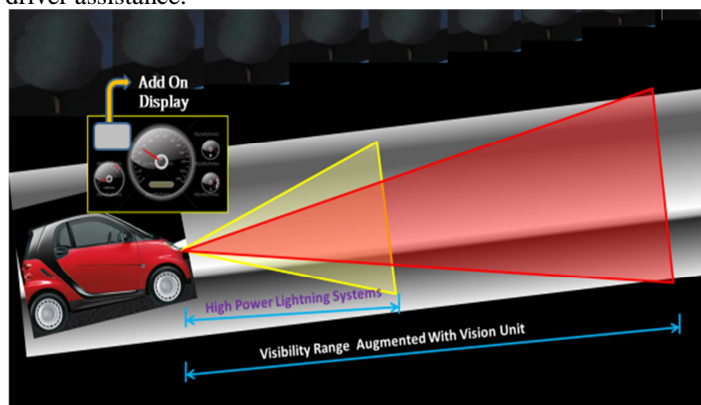 driver assistance.
Add On
Display
High Power Lightning Systems
Visibility Range Augmented With Vision Unit